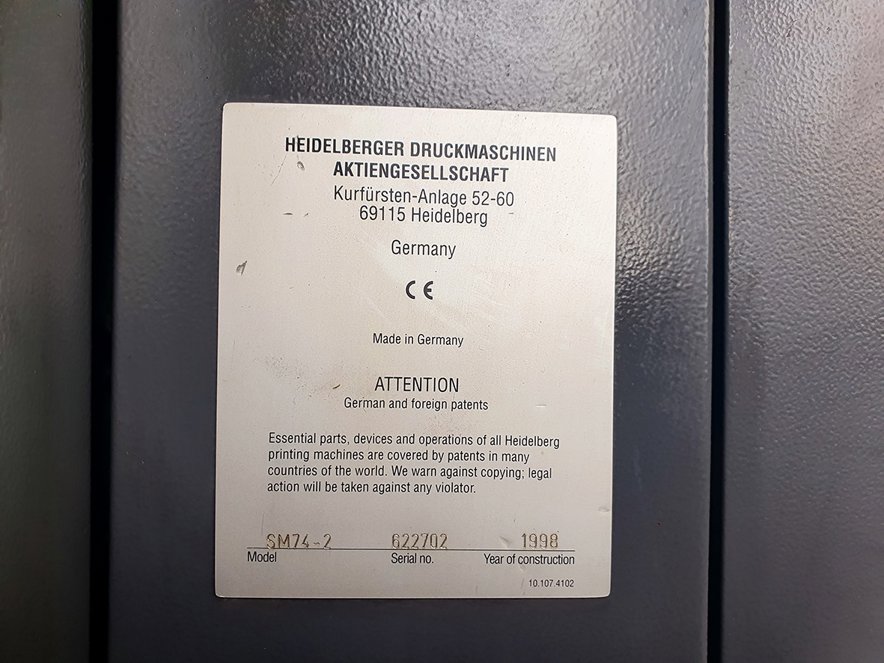 HEIDELBERGER DRUCKMASCHINEN
AKTIENGESELLSCHAFT
Kurfürsten-Anlage 52-60
69115 Heidelberg
Germany
CE
Made in Germany
ATTENTION
German and foreign patents
Essential parts, devices and operations of all Heidelberg
printing machines are covered by patents in many
countries of the world. We warn against copying; legal
action will be taken against any violator.
SM74-2 622702 1998
Model Serial no. Year of construction
10.107.4102